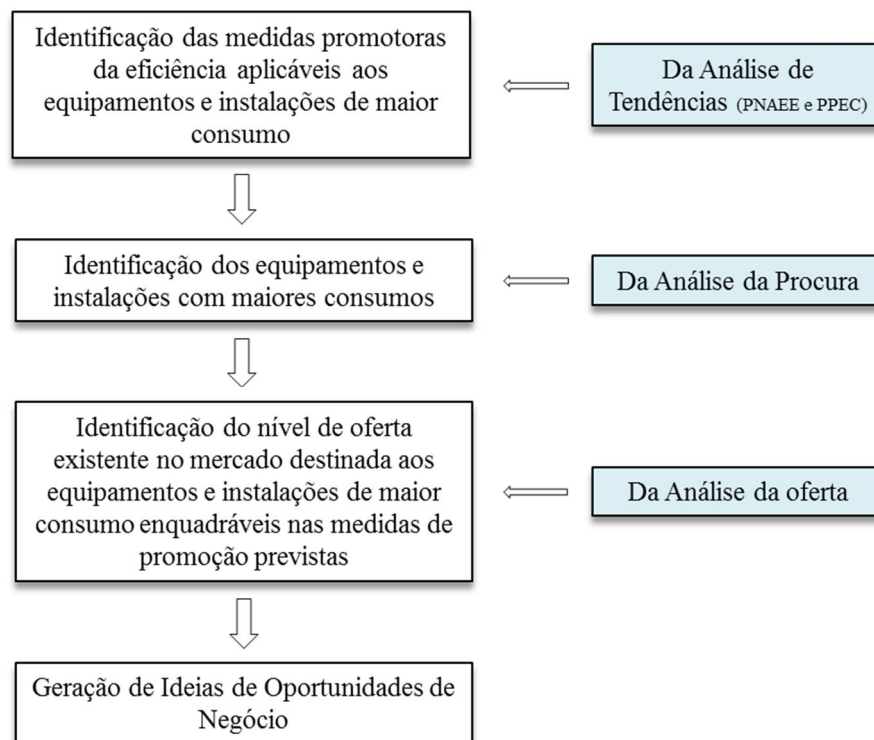 Identificação das medidas promotoras
da eficiência aplicáveis aos
equipamentos e instalações de maior
consumo
Da Análise de
Tendências (PNAEE e PPEC)
Identificação dos equipamentos e
instalações com maiores consumos
Da Análise da Procura
Identificação do nível de oferta
existente no mercado destinada aos
equipamentos e instalações de maior
consumo enquadráveis nas medidas de
promoção previstas
Da Análise da oferta
Geração de Ideias de Oportunidades de
Negócio